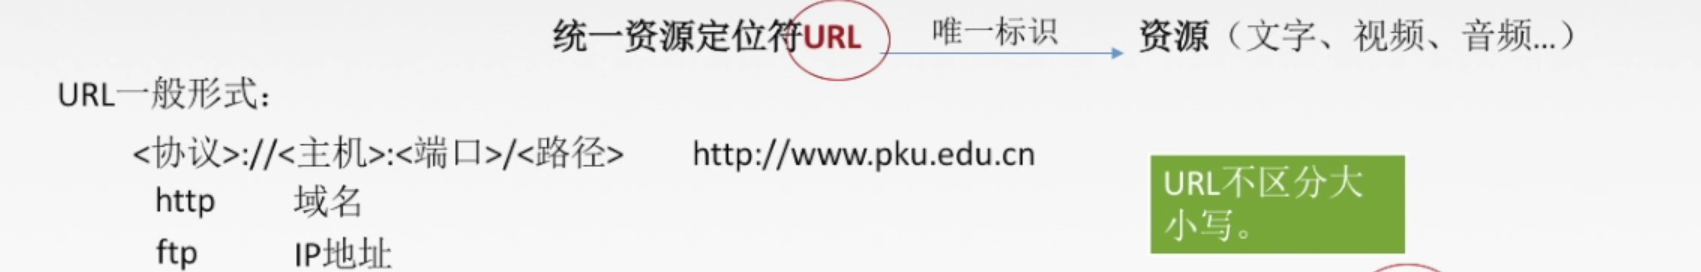 统一资源定位符URL 唯一标识 资源（文字、视频、音频...）
URL一般形式：
<协议>://<主机>:<端口>/<路径> http://www.pku.edu.cn
http 域名
ftp IP地址
URL不区分大
小写。